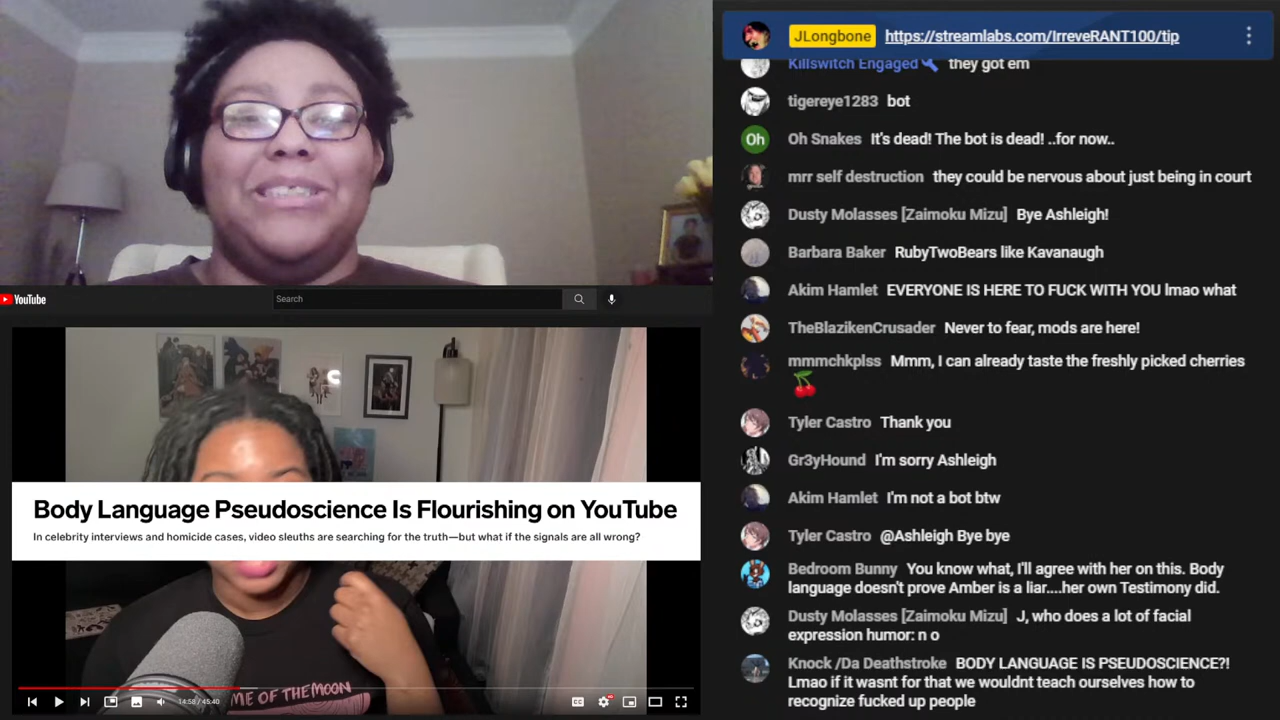 JLongbone https://streamlabs.com/IrreveRANT100/tip
Killswitch Engaged they got em
tigereye1283 bot
Oh
Oh Snakes It's dead! The bot is dead! ..for now..
mrr self destruction they could be nervous about just being in court
Dusty Molasses [Zaimoku Mizu] Bye Ashleigh!
Barbara Baker RubyTwoBears like Kavanaugh
Akim Hamlet EVERYONE IS HERE TO FUCK WITH YOU lmao what
TheBlazikenCrusader Never to fear, mods are here!
mmmchkplss Mmm, I can already taste the freshly picked cherries
Tyler Castro Thank you
Gr3yHound I'm sorry Ashleigh
Akim Hamlet I'm not a bot btw
Tyler Castro @Ashleigh Bye bye
Bedroom Bunny You know what, I'll agree with her on this. Body
language doesn't prove Amber is a liar....her own Testimony did.
Dusty Molasses [Zaimoku Mizu] J, who does a lot of facial
expression humor: n o
Knock /Da Deathstroke BODY LANGUAGE IS PSEUDOSCIENCE?!
Lmao if it wasnt for that we wouldnt teach ourselves how to
recognize fucked up people
YouTube
Search
Body Language Pseudoscience Is Flourishing on YouTube
In celebrity interviews and homicide cases, video sleuths are searching for the truth—but what if the signals are all wrong?
ME OF THE MOON
14:58 / 45:40
CC